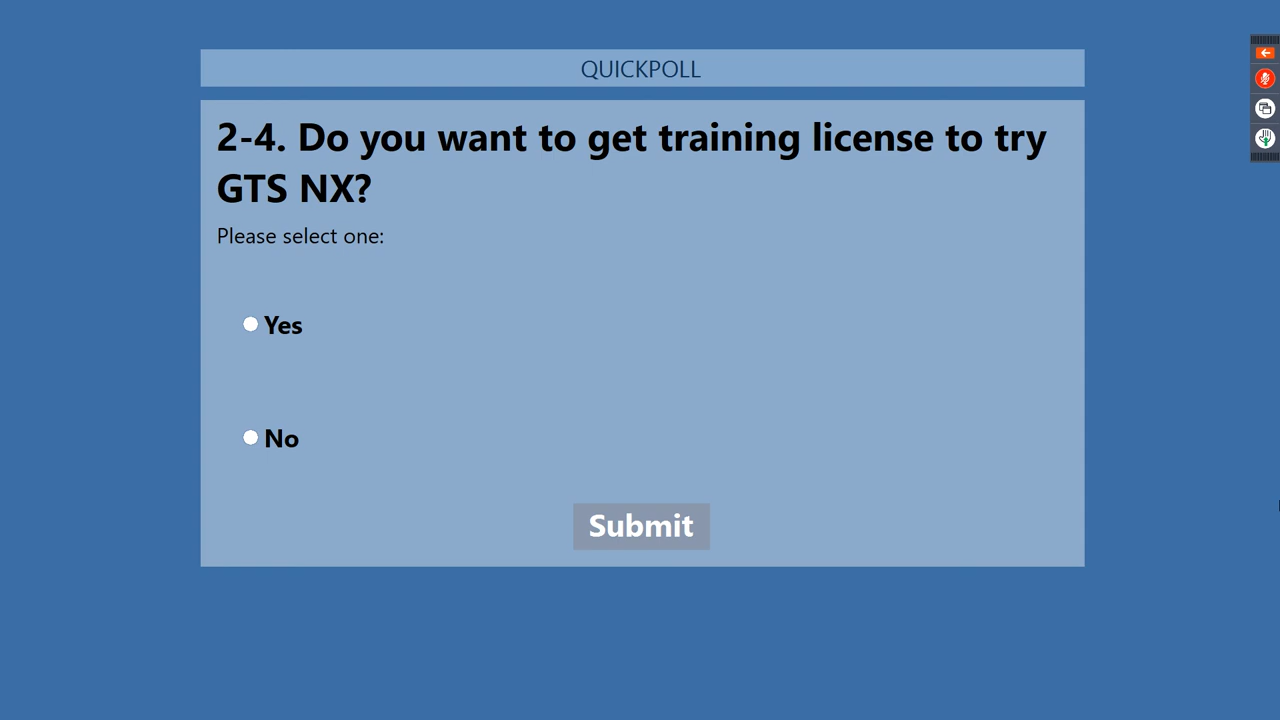 QUICKPOLL
2-4. Do you want to get training license to try
GTS NX?
Please select one:
Yes
No
Submit